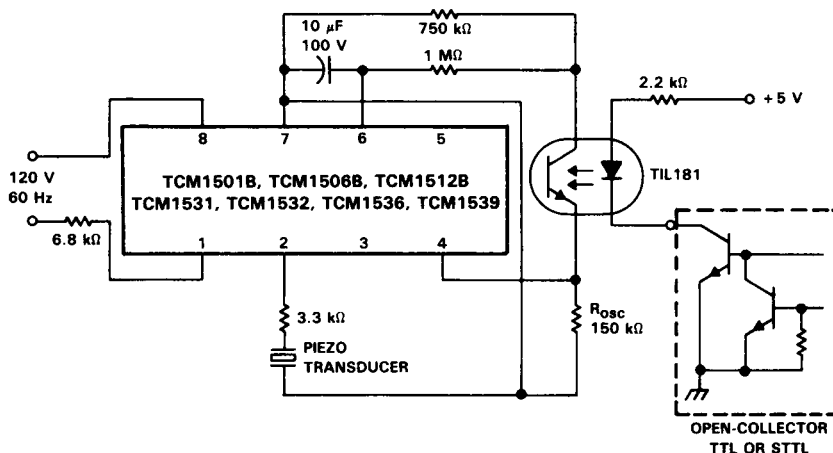 750 kΩ
10 μF
100 V
1 MΩ
2.2 kΩ
+5 V
8
7
6
5
TIL181
120 V
60 Hz
TCM1501B, TCM1506B, TCM1512B
TCM1531, TCM1532, TCM1536, TCM1539
6.8 kΩ
1
2
3
4
3.3 kΩ
Rosc
150 kΩ
PIEZO
TRANSDUCER
OPEN-COLLECTOR
TTL OR STTL